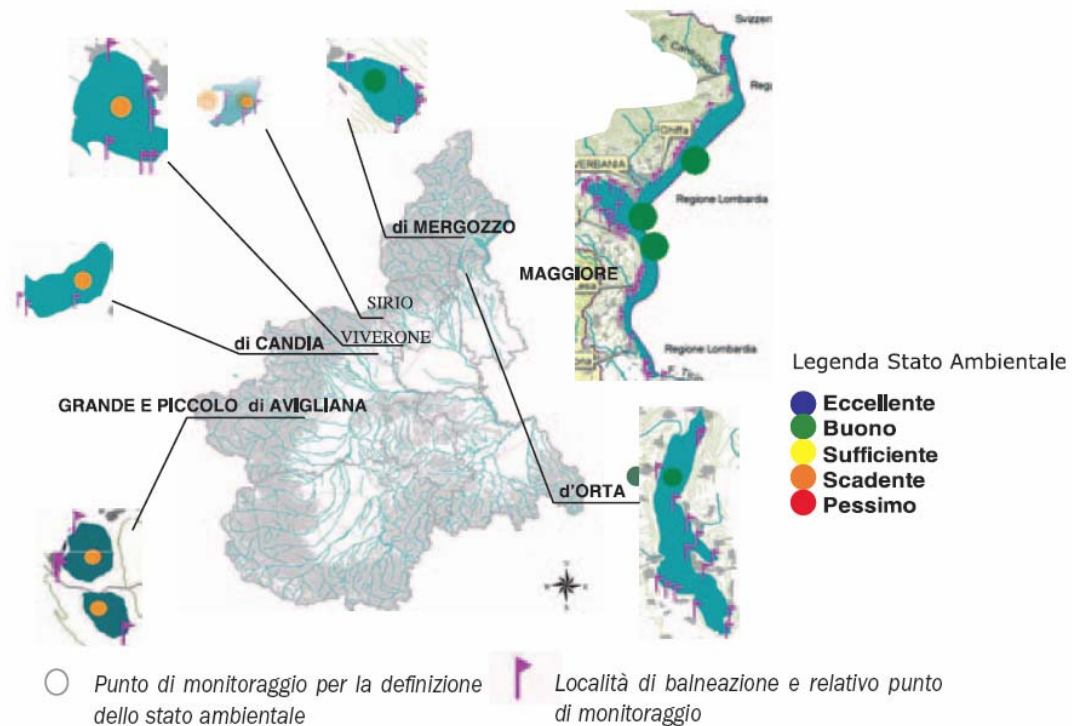 Svizzera
Ghiffa
VERBANIA
Regione Lombardia
di MERGOZZO
MAGGIORE
SIRIO
VIVERONE
di CANDIA
Regione Lombardia
GRANDE E PICCOLO di AVIGLIANA
d'ORTA
Legenda Stato Ambientale
Eccellente
Buono
Sufficiente
Scadente
Pessimo
Punto di monitoraggio per la definizione
dello stato ambientale
Località di balneazione e relativo punto
di monitoraggio